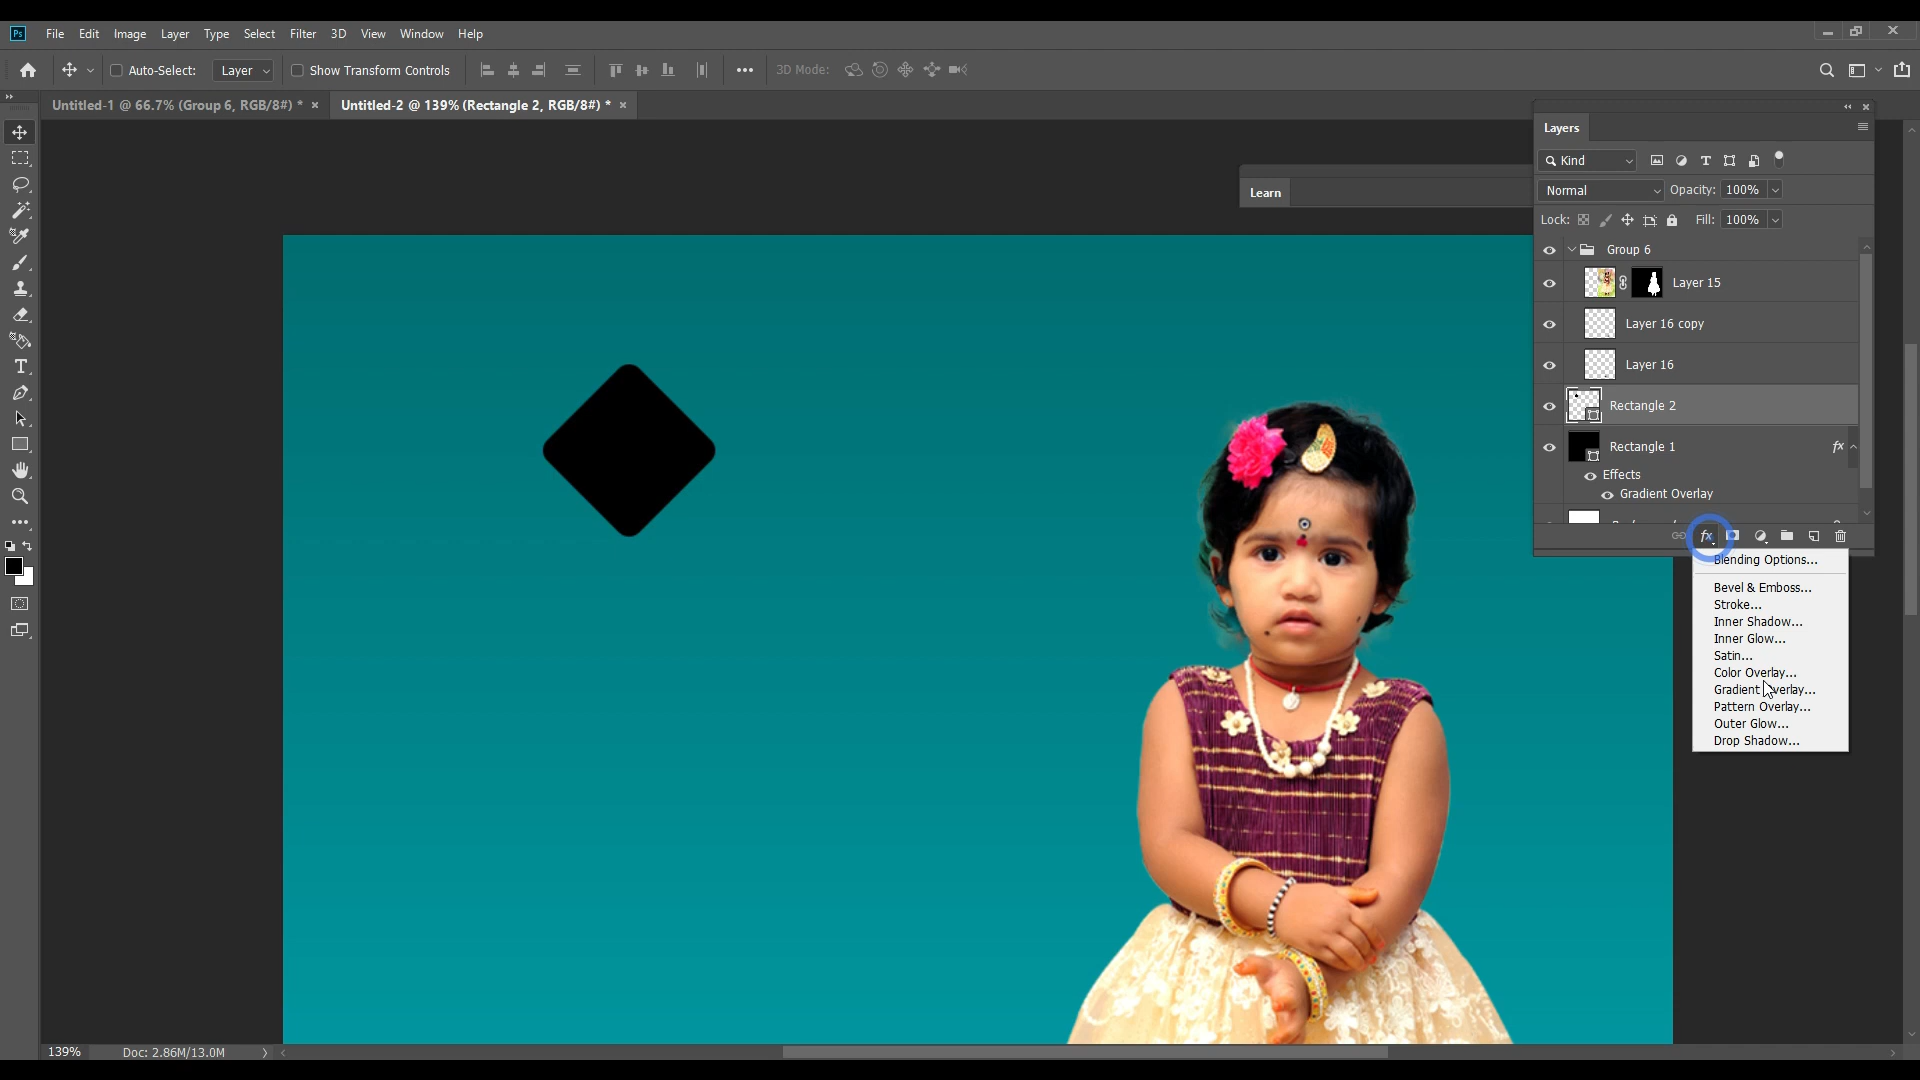 Ps File Edit Image Layer Type Select Filter 3D View Window Help
Auto-Select: Layer Show Transform Controls 3D Mode:
Untitled-1 @ 66.7% (Group 6, RGB/8#) * × Untitled-2 @ 139% (Rectangle 2, RGB/8#) * ×
Layers
Kind
Learn
Normal Opacity: 100%
Lock: Fill: 100%
Group 6
Layer 15
Layer 16 copy
Layer 16
Rectangle 2
Rectangle 1 fx
Effects
Gradient Overlay
fx
Blending Options...
Bevel & Emboss...
Stroke...
Inner Shadow...
Inner Glow...
Satin...
Color Overlay...
Gradient Overlay...
Pattern Overlay...
Outer Glow...
Drop Shadow...
139% Doc: 2.86M/13.0M